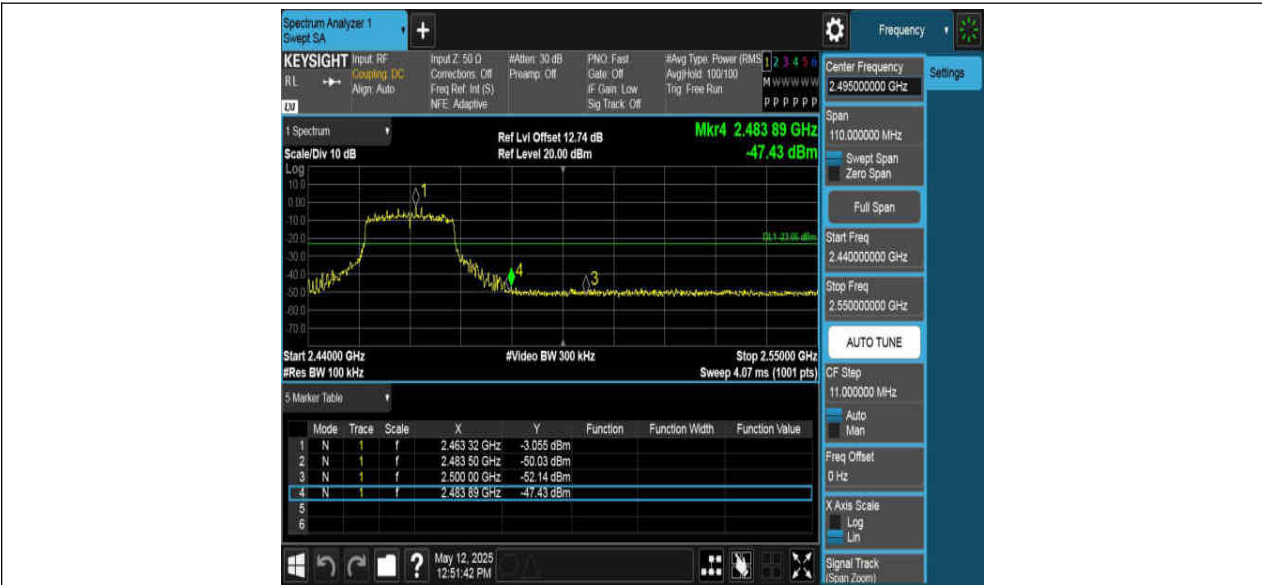 Spectrum Analyzer 1
Swept SA
+
Frequency
KEYSIGHT
RL
LXI
Input: RF
Coupling: DC
Align: Auto
Input Z: 50 Ω
Corrections: Off
Freq Ref: Int (S)
NFE: Adaptive
#Atten: 30 dB
Preamp: Off
PNO: Fast
Gate: Off
IF Gain: Low
Sig Track: Off
#Avg Type: Power (RMS
Avg|Hold: 100/100
Trig: Free Run
1 2 3 4 5 6
M W W W W W
P P P P P P
Center Frequency
2.495000000 GHz
Settings
Span
110.000000 MHz
Swept Span
Zero Span
Full Span
Start Freq
2.440000000 GHz
Stop Freq
2.550000000 GHz
AUTO TUNE
CF Step
11.000000 MHz
Auto
Man
Freq Offset
0 Hz
X Axis Scale
Log
Lin
Signal Track
(Span Zoom)
1 Spectrum
Scale/Div 10 dB
Ref Lvl Offset 12.74 dB
Ref Level 20.00 dBm
Mkr4 2.483 89 GHz
-47.43 dBm
Log
10.0
0.00
-10.0
-20.0
-30.0
-40.0
-50.0
-60.0
-70.0
1
4
3
DL1 -23.06 dBm
Start 2.44000 GHz
#Video BW 300 kHz
Stop 2.55000 GHz
#Res BW 100 kHz
Sweep 4.07 ms (1001 pts)
5 Marker Table
Mode Trace Scale X Y Function Function Width Function Value
1 N 1 f 2.463 32 GHz -3.055 dBm
2 N 1 f 2.483 50 GHz -50.03 dBm
3 N 1 f 2.500 00 GHz -52.14 dBm
4 N 1 f 2.483 89 GHz -47.43 dBm
5
6
?
May 12, 2025
12:51:42 PM